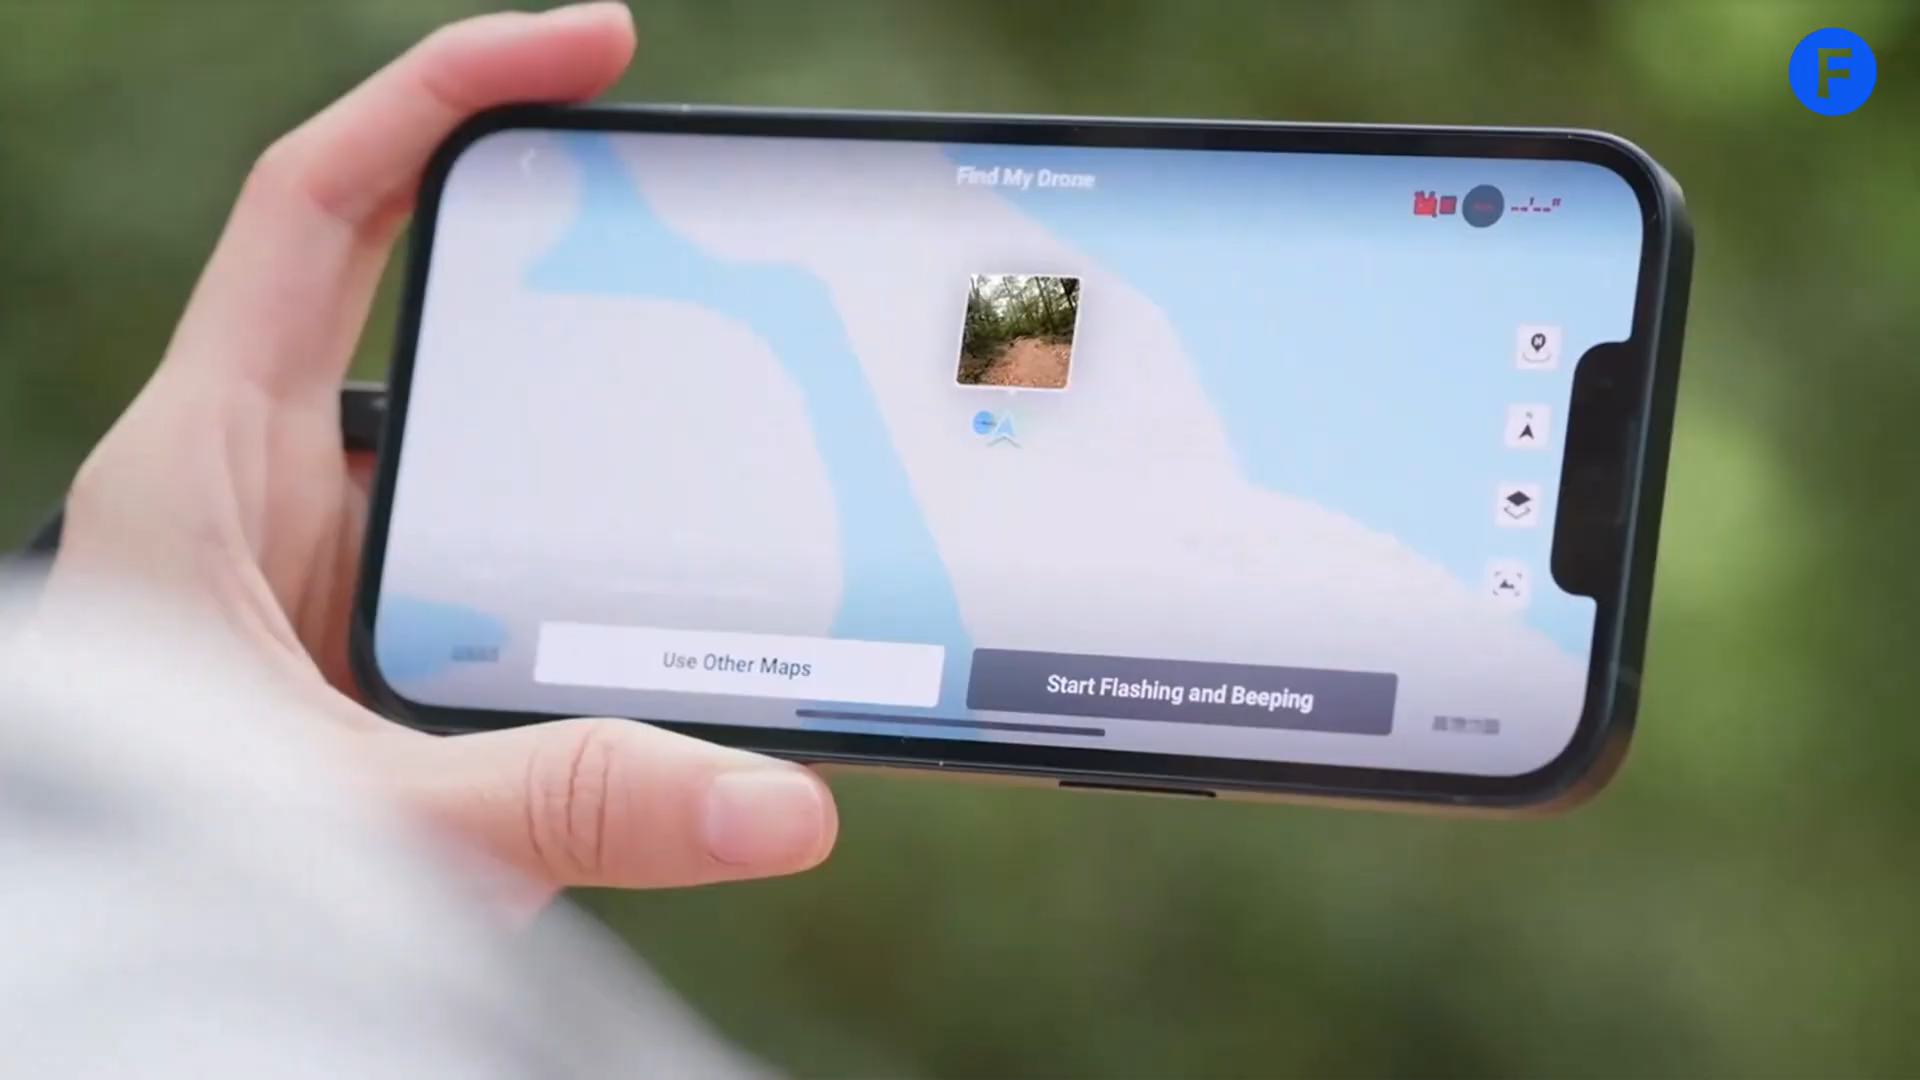 F
Find My Drone
N
Use Other Maps
Start Flashing and Beeping